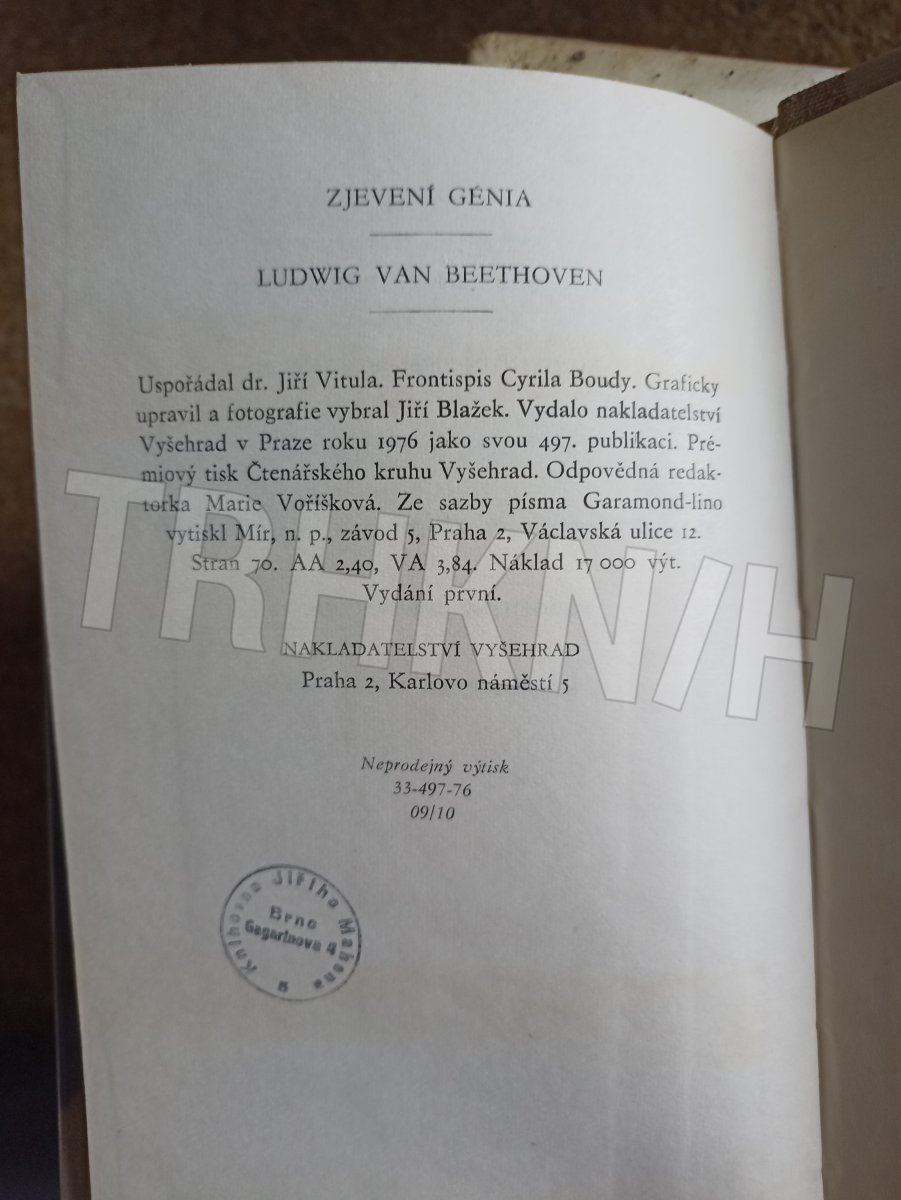 ZJEVENÍ GÉNIA
LUDWIG VAN BEETHOVEN
Uspořádal dr. Jiří Vitula. Frontispis Cyrila Boudy. Graficky
upravil a fotografie vybral Jiří Blažek. Vydalo nakladatelství
Vyšehrad v Praze roku 1976 jako svou 497. publikaci. Pré-
miový tisk Čtenářského kruhu Vyšehrad. Odpovědná redak-
torka Marie Voříšková. Ze sazby písma Garamond-lino
vytiskl Mír, n. p., závod 5, Praha 2, Václavská ulice 12.
Stran 70. AA 2,40, VA 3,84. Náklad 17 000 výt.
Vydání první.
NAKLADATELSTVÍ VYŠEHRAD
Praha 2, Karlovo náměstí 5
Neprodejný výtisk
33-497-76
09/10
Knihovna Jiřího Mahena
Brno
Gagarinova 4
5
TRHKNIH